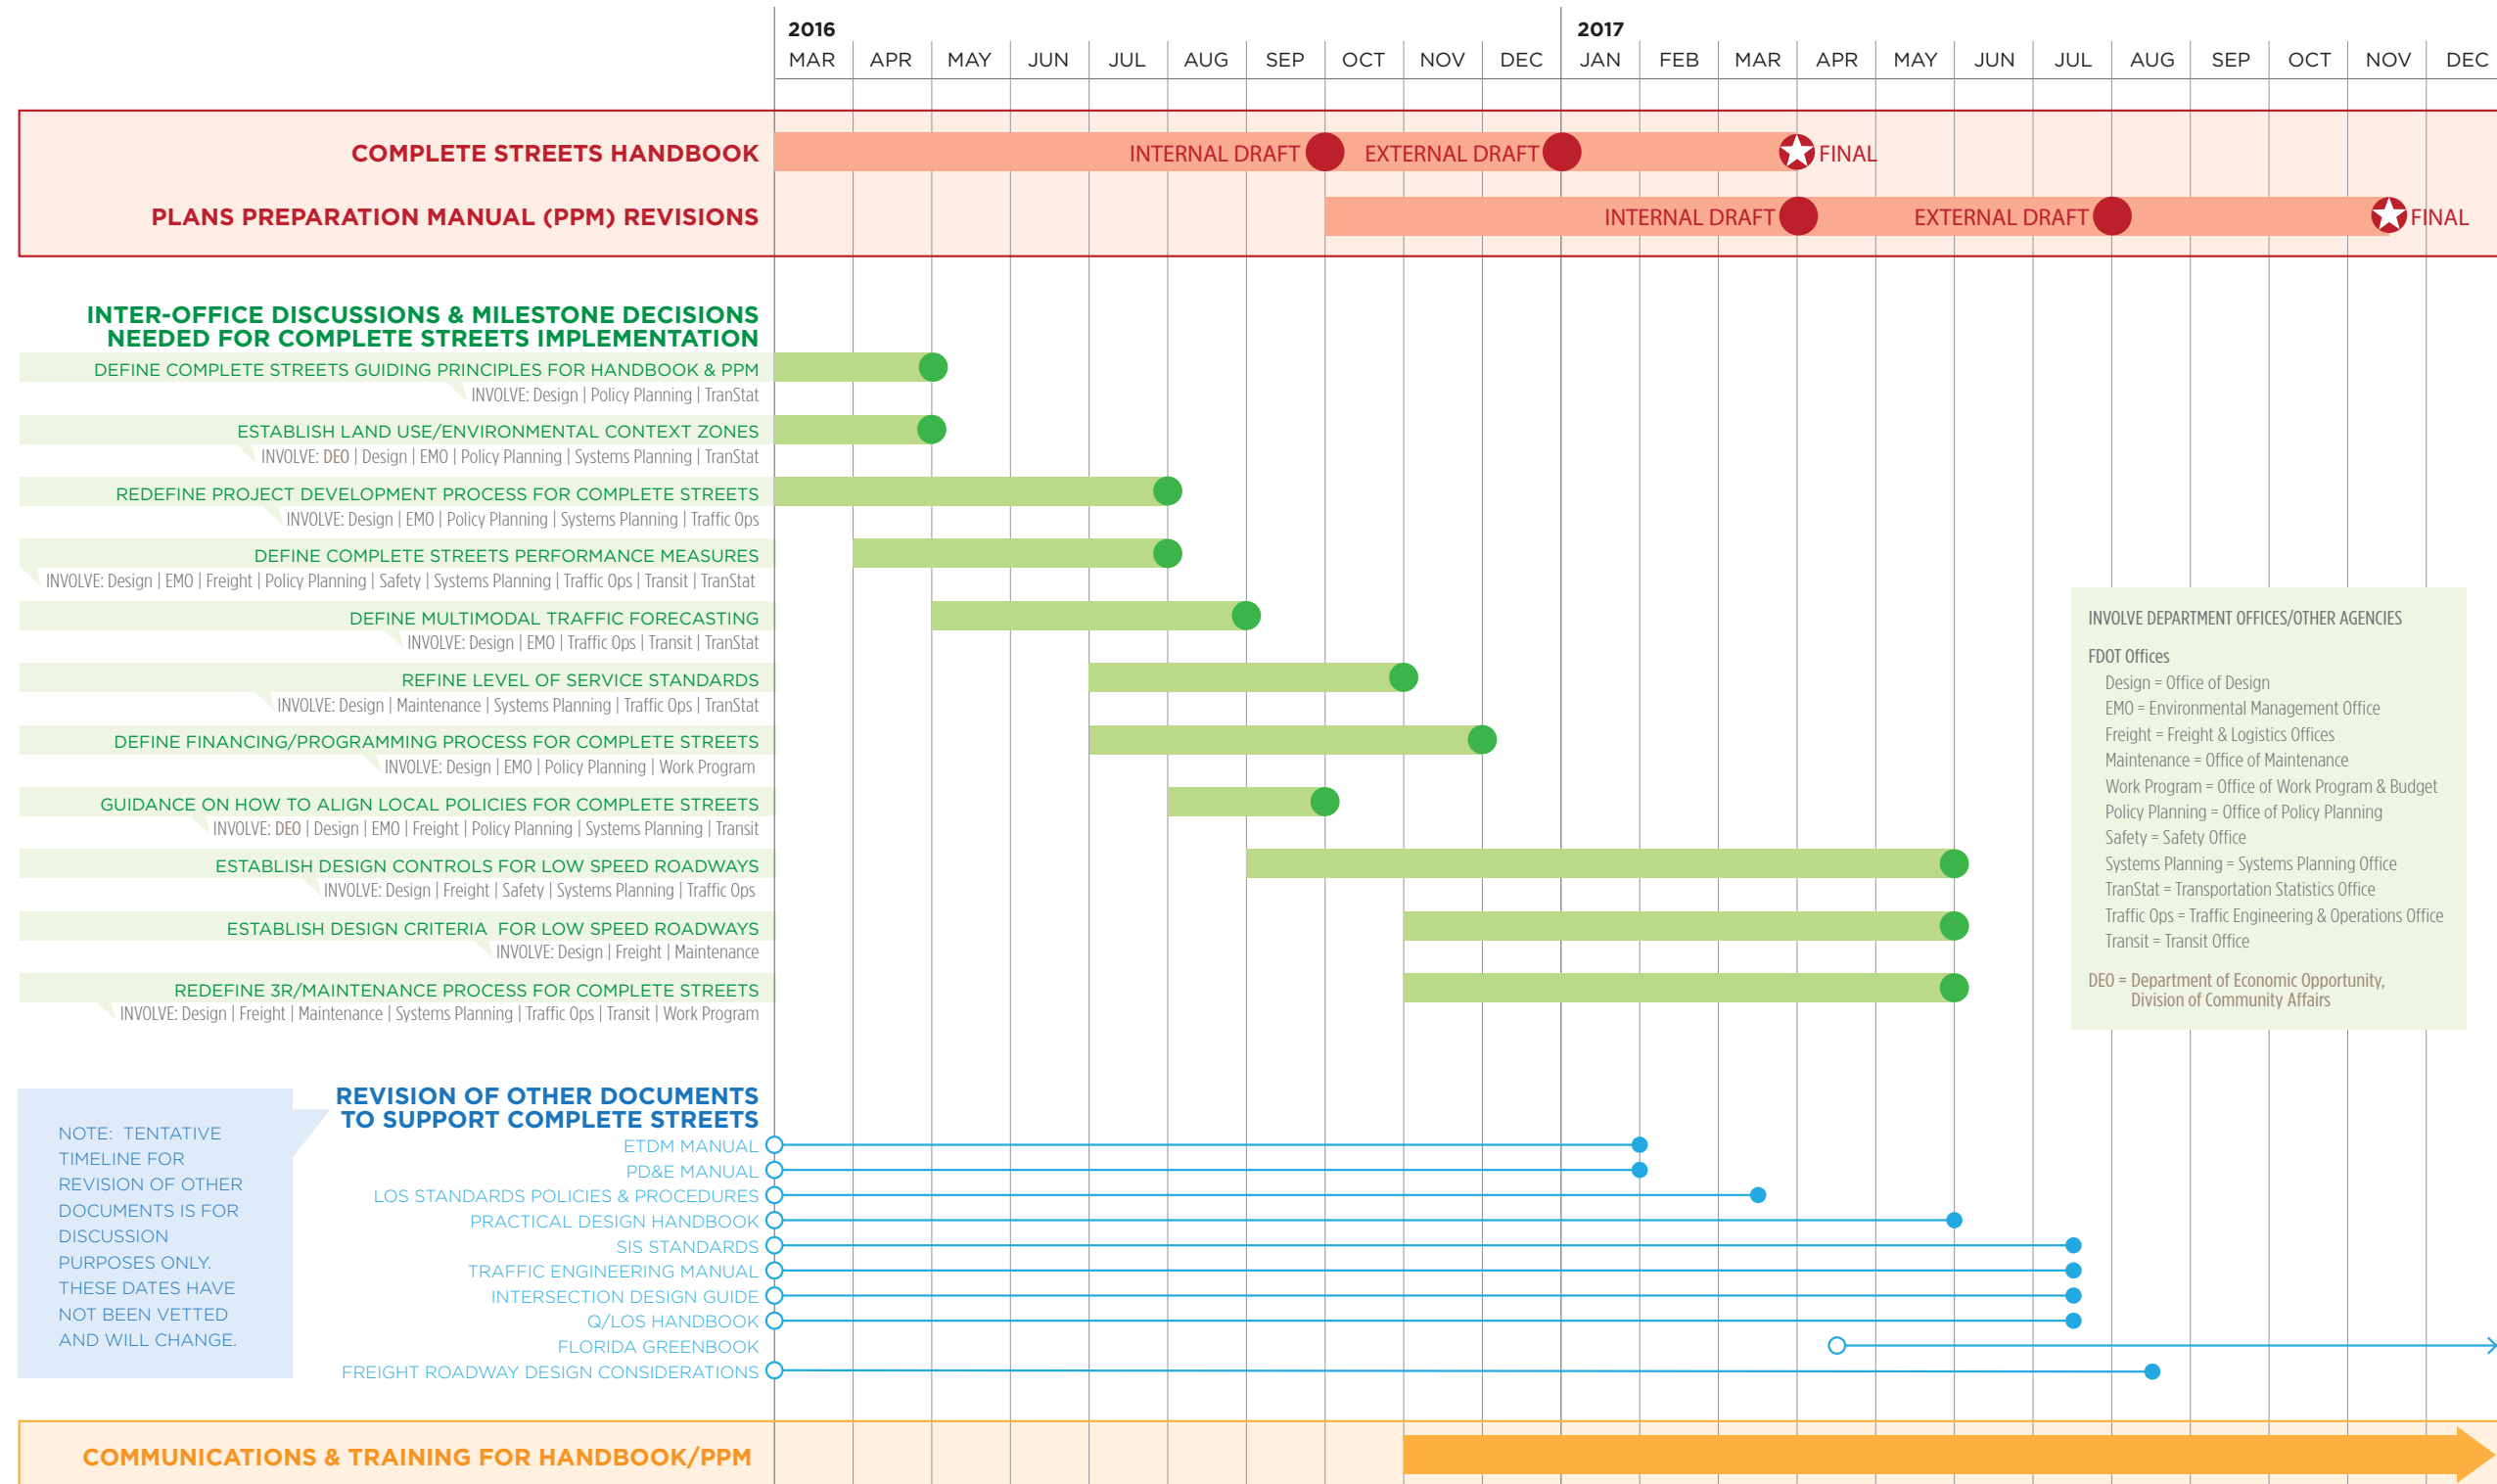 2016
2017
MAR APR MAY JUN JUL AUG SEP OCT NOV DEC JAN FEB MAR APR MAY JUN JUL AUG SEP OCT NOV DEC
COMPLETE STREETS HANDBOOK
INTERNAL DRAFT
EXTERNAL DRAFT
FINAL
PLANS PREPARATION MANUAL (PPM) REVISIONS
INTERNAL DRAFT
EXTERNAL DRAFT
FINAL
INTER-OFFICE DISCUSSIONS & MILESTONE DECISIONS
NEEDED FOR COMPLETE STREETS IMPLEMENTATION
DEFINE COMPLETE STREETS GUIDING PRINCIPLES FOR HANDBOOK & PPM
INVOLVE: Design | Policy Planning | TranStat
ESTABLISH LAND USE/ENVIRONMENTAL CONTEXT ZONES
INVOLVE: DEO | Design | EMO | Policy Planning | Systems Planning | TranStat
REDEFINE PROJECT DEVELOPMENT PROCESS FOR COMPLETE STREETS
INVOLVE: Design | EMO | Policy Planning | Systems Planning | Traffic Ops
DEFINE COMPLETE STREETS PERFORMANCE MEASURES
INVOLVE: Design | EMO | Freight | Policy Planning | Safety | Systems Planning | Traffic Ops | Transit | TranStat
DEFINE MULTIMODAL TRAFFIC FORECASTING
INVOLVE: Design | EMO | Traffic Ops | Transit | TranStat
REFINE LEVEL OF SERVICE STANDARDS
INVOLVE: Design | Maintenance | Systems Planning | Traffic Ops | TranStat
DEFINE FINANCING/PROGRAMMING PROCESS FOR COMPLETE STREETS
INVOLVE: Design | EMO | Policy Planning | Work Program
GUIDANCE ON HOW TO ALIGN LOCAL POLICIES FOR COMPLETE STREETS
INVOLVE: DEO | Design | EMO | Freight | Policy Planning | Systems Planning | Transit
ESTABLISH DESIGN CONTROLS FOR LOW SPEED ROADWAYS
INVOLVE: Design | Freight | Safety | Systems Planning | Traffic Ops
ESTABLISH DESIGN CRITERIA  FOR LOW SPEED ROADWAYS
INVOLVE: Design | Freight | Maintenance
REDEFINE 3R/MAINTENANCE PROCESS FOR COMPLETE STREETS
INVOLVE: Design | Freight | Maintenance | Systems Planning | Traffic Ops | Transit | Work Program
INVOLVE DEPARTMENT OFFICES/OTHER AGENCIES
FDOT Offices
Design = Office of Design
EMO = Environmental Management Office
Freight = Freight & Logistics Offices
Maintenance = Office of Maintenance
Work Program = Office of Work Program & Budget
Policy Planning = Office of Policy Planning
Safety = Safety Office
Systems Planning = Systems Planning Office
TranStat = Transportation Statistics Office
Traffic Ops = Traffic Engineering & Operations Office
Transit = Transit Office
DEO = Department of Economic Opportunity,
Division of Community Affairs
NOTE:  TENTATIVE
TIMELINE FOR
REVISION OF OTHER
DOCUMENTS IS FOR
DISCUSSION
PURPOSES ONLY.
THESE DATES HAVE
NOT BEEN VETTED
AND WILL CHANGE.
REVISION OF OTHER DOCUMENTS
TO SUPPORT COMPLETE STREETS
ETDM MANUAL
PD&E MANUAL
LOS STANDARDS POLICIES & PROCEDURES
PRACTICAL DESIGN HANDBOOK
SIS STANDARDS
TRAFFIC ENGINEERING MANUAL
INTERSECTION DESIGN GUIDE
Q/LOS HANDBOOK
FLORIDA GREENBOOK
FREIGHT ROADWAY DESIGN CONSIDERATIONS
COMMUNICATIONS & TRAINING FOR HANDBOOK/PPM